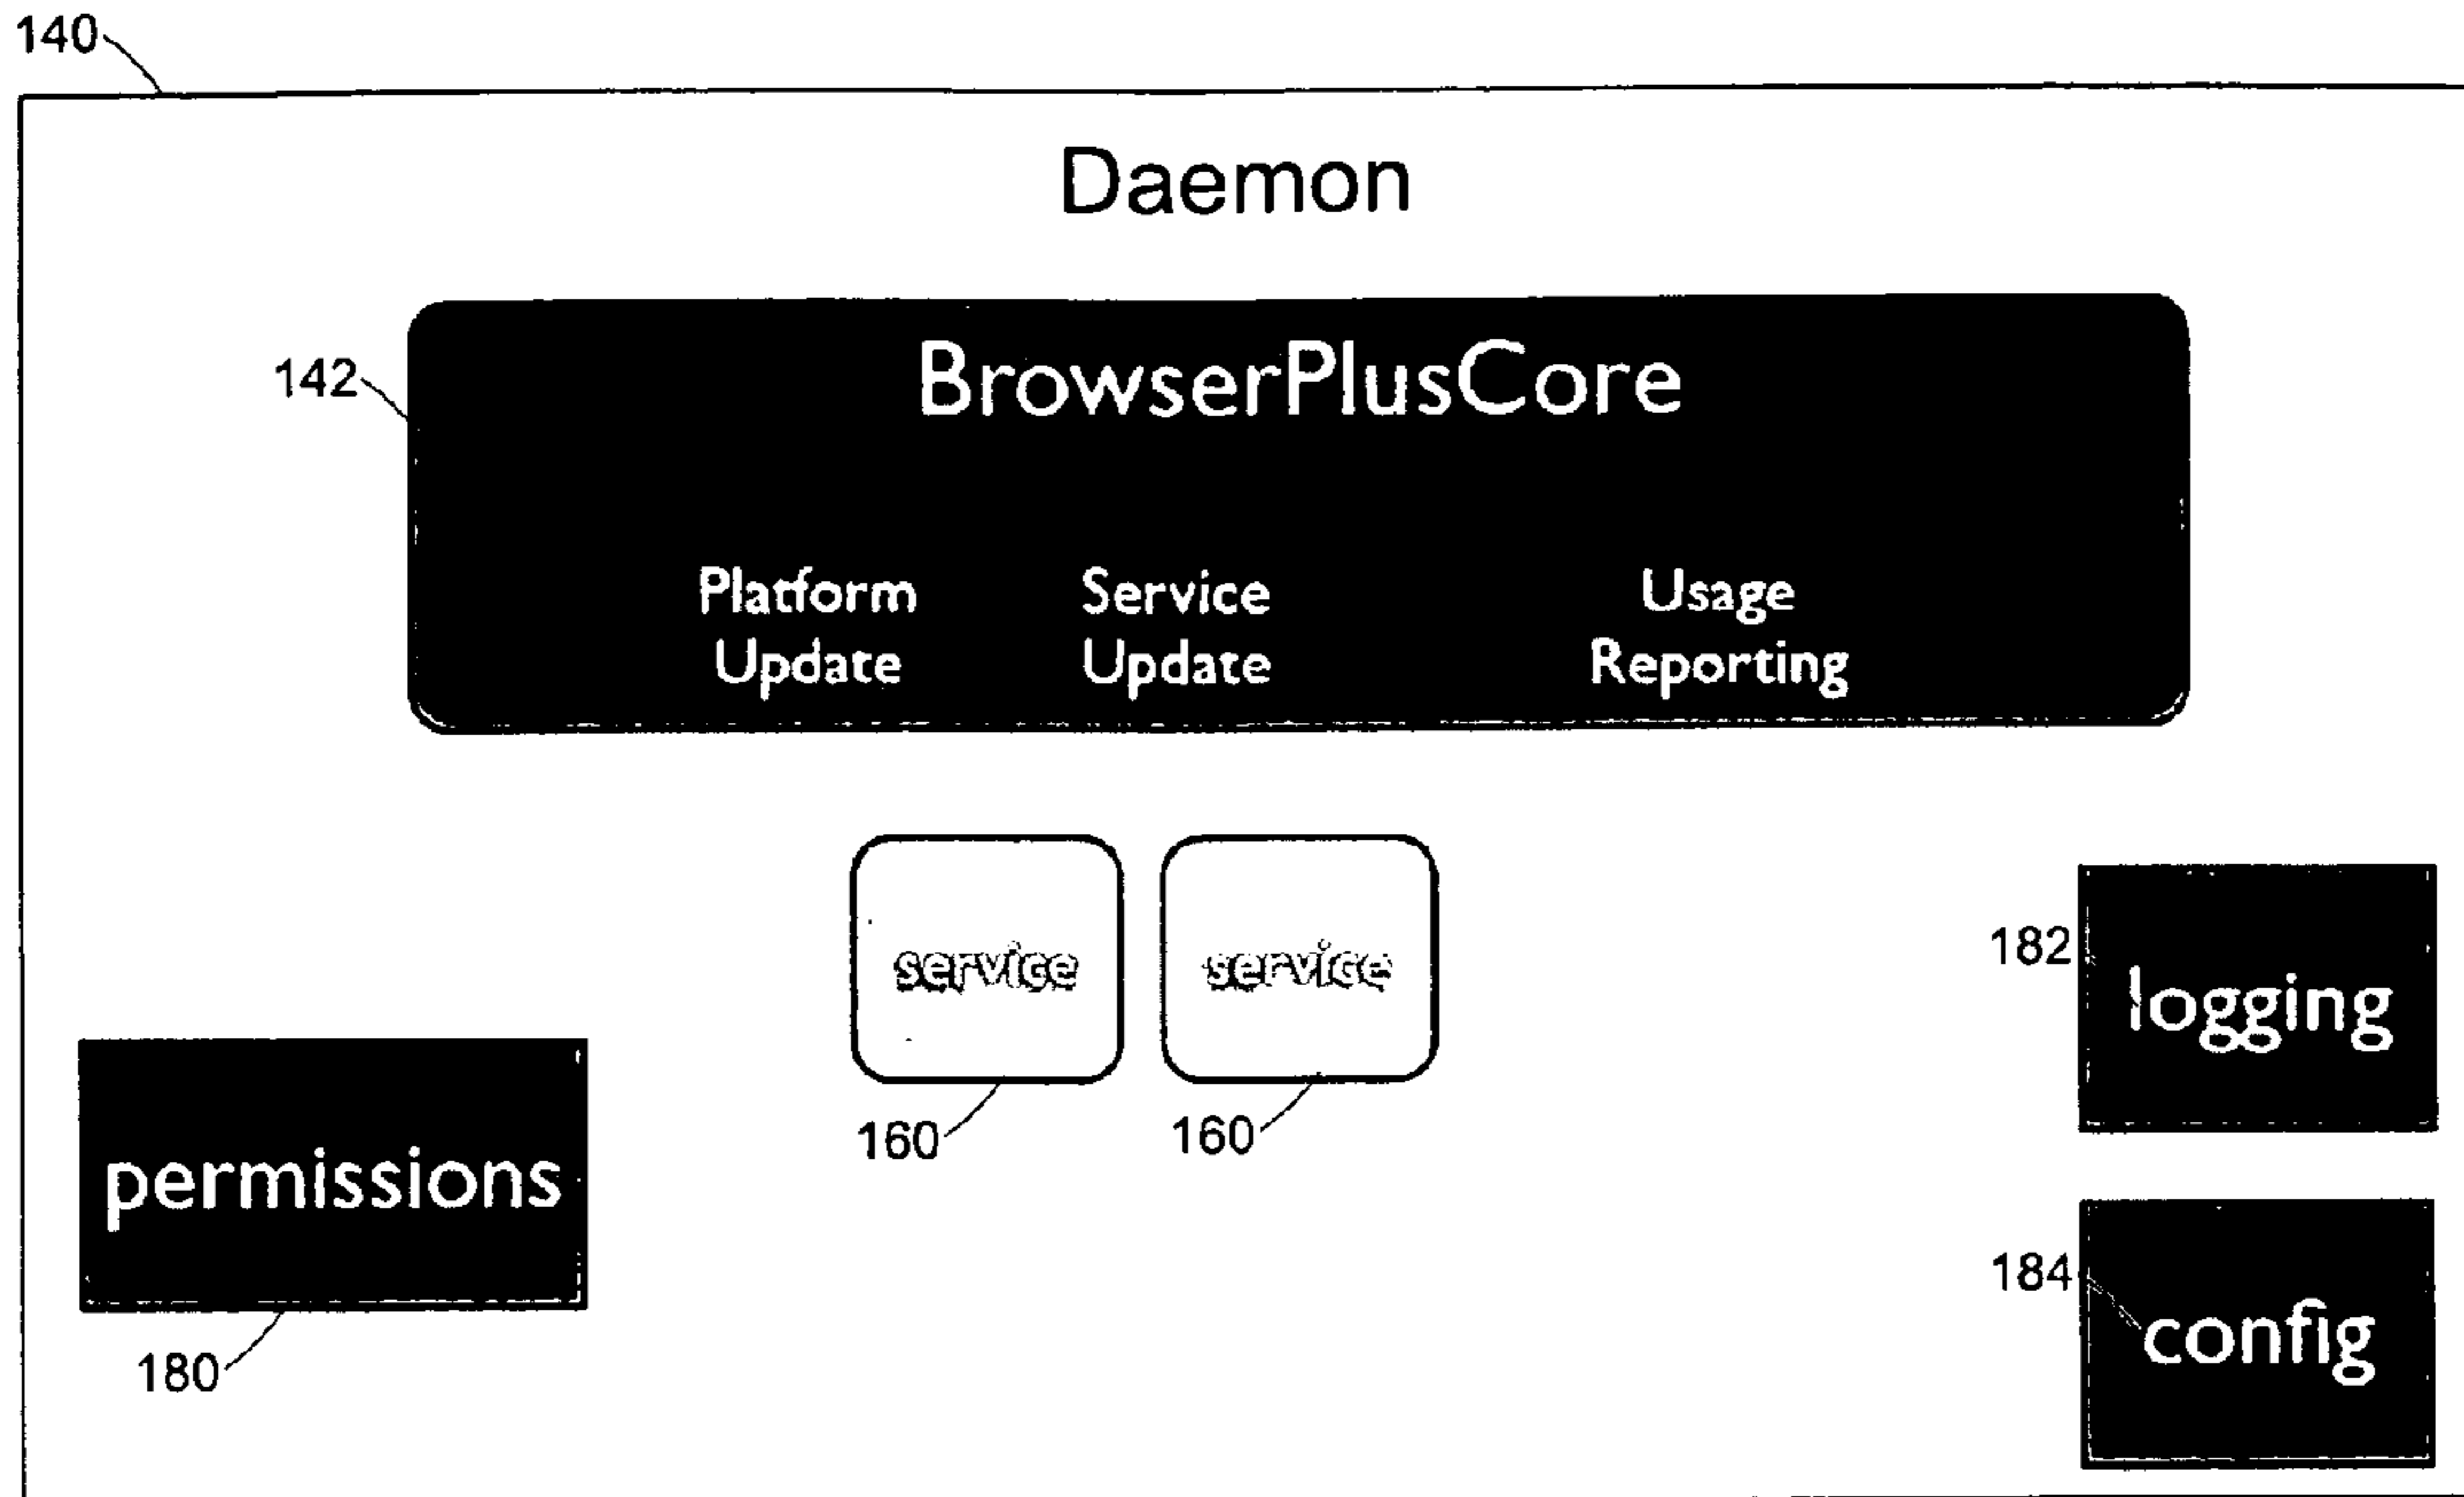 140
Daemon
142
BrowserPlusCore
Platform
Update
Service
Update
Usage
Reporting
service
service
160
160
182
logging
permissions
180
184
config